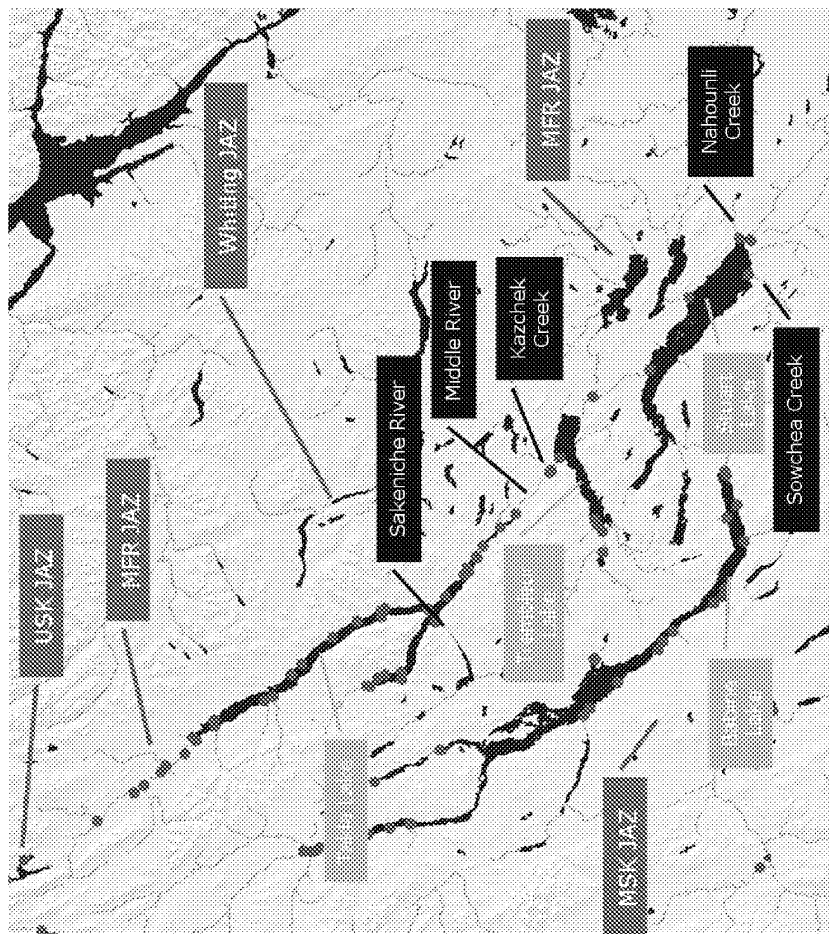 USK JAZ
MFR JAZ
Whiting JAZ
Sakeniche River
Middle River
Kazchek
Creek
MFR JAZ
MSK JAZ
Nahounli
Creek
Sowchea Creek